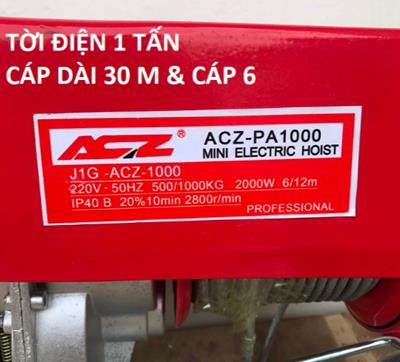 TỜI ĐIỆN 1 TẤN
CÁP DÀI 30 M & CÁP 6
ACZ® ACZ-PA1000
MINI ELECTRIC HOIST
J1G -ACZ-1000
220V- 50HZ 500/1000KG 2000W 6/12m
IP40 B 20%10min 2800r/min
PROFESSIONAL